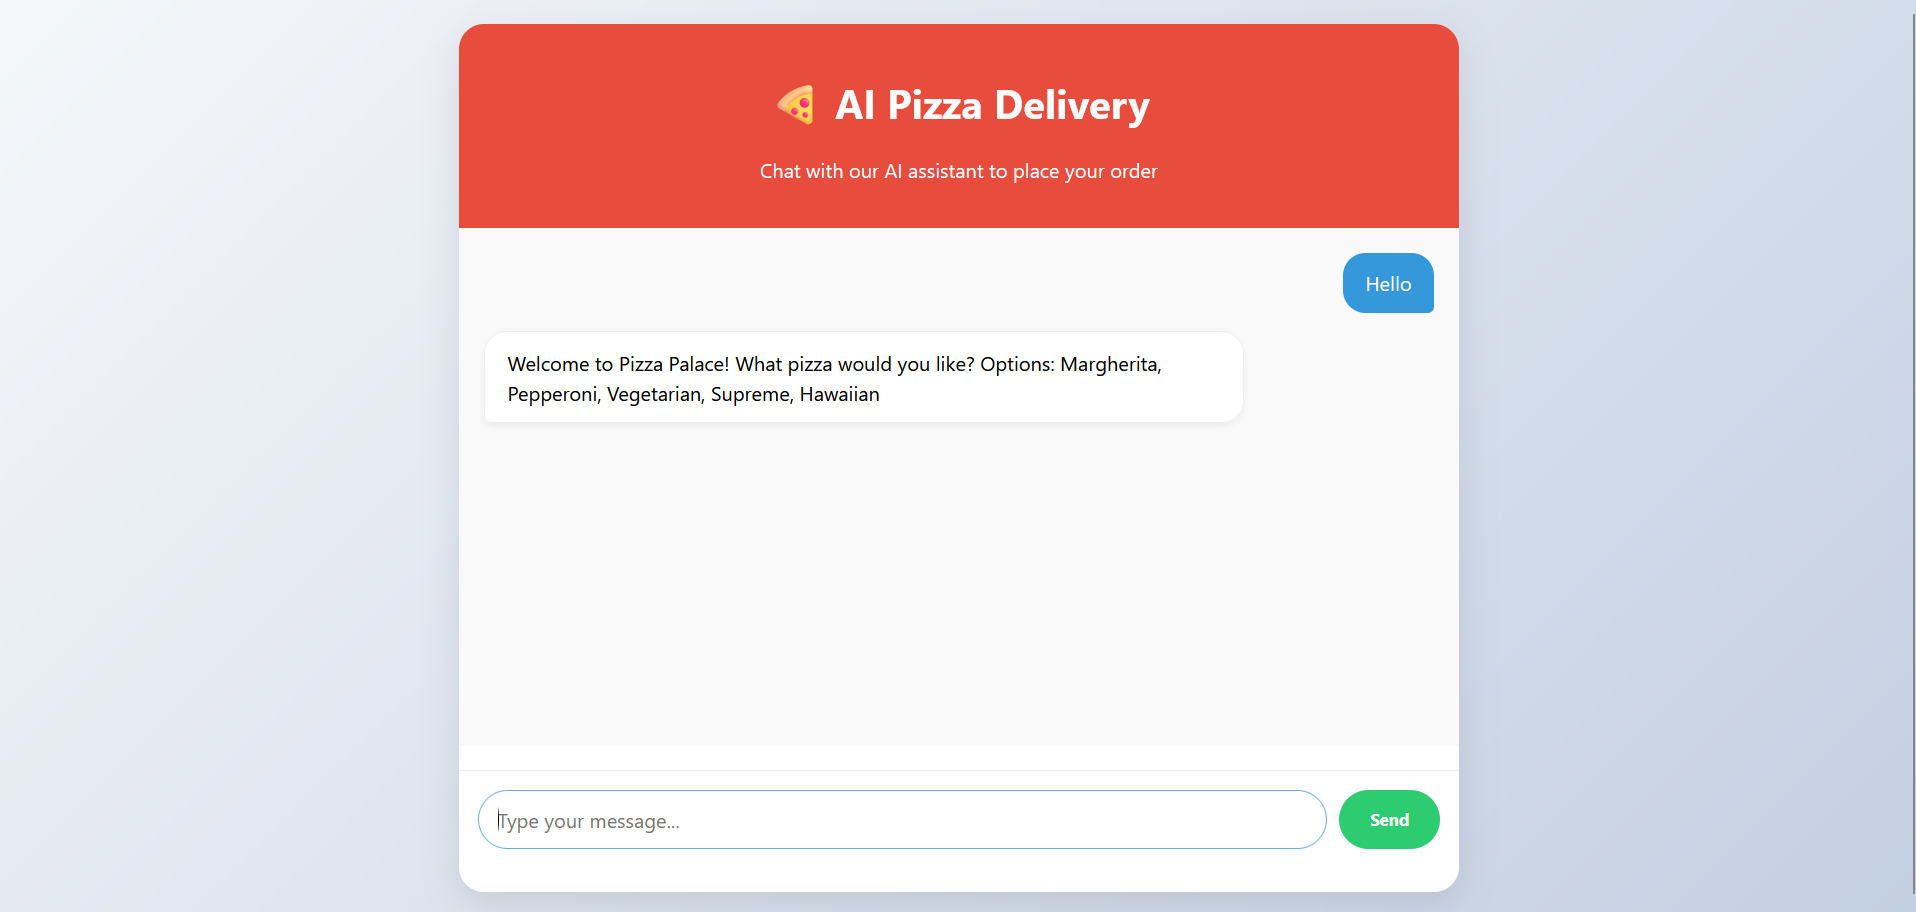 🍕 AI Pizza Delivery
Chat with our AI assistant to place your order
Hello
Welcome to Pizza Palace! What pizza would you like? Options: Margherita,
Pepperoni, Vegetarian, Supreme, Hawaiian
Type your message...
Send